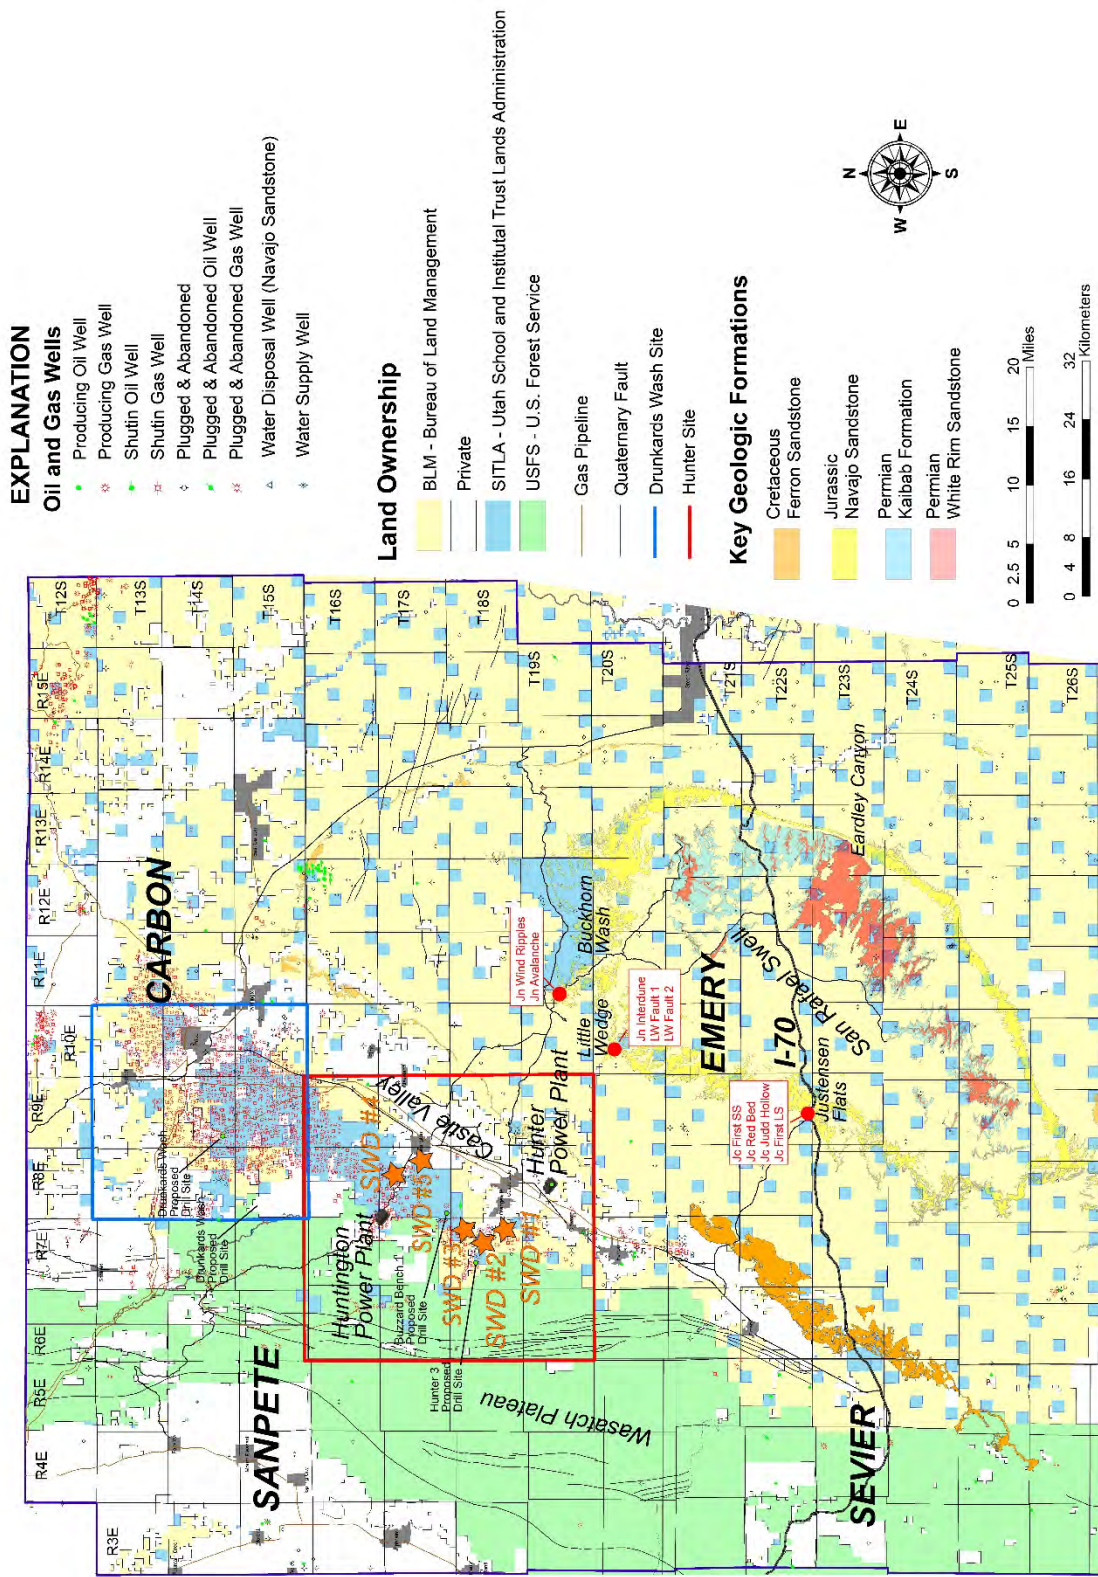 EXPLANATION
Oil and Gas Wells
Producing Oil Well
Producing Gas Well
Shutin Oil Well
Shutin Gas Well
Plugged & Abandoned
Plugged & Abandoned Oil Well
Plugged & Abandoned Gas Well
Water Disposal Well (Navajo Sandstone)
Water Supply Well
Land Ownership
BLM - Bureau of Land Management
Private
SITLA - Utah School and Institutal Trust Lands Administration
USFS - U.S. Forest Service
Gas Pipeline
Quaternary Fault
Drunkards Wash Site
Hunter Site
Key Geologic Formations
Cretaceous
Ferron Sandstone
Jurassic
Navajo Sandstone
Permian
Kaibab Formation
Permian
White Rim Sandstone
0 2.5 5 10 15 20
Miles
0 4 8 16 24 32
Kilometers
N
E
S
W
R3E
R4E
R5E
R6E
R7E
R8E
R9E
R10E
R11E
R12E
R13E
R14E
R15E
T12S
T13S
T14S
T15S
T16S
T17S
T18S
T19S
T20S
T21S
T22S
T23S
T24S
T25S
T26S
CARBON
SANPETE
EMERY
SEVIER
Drunkards Wash
Proposed
Drill Site
Drunkards Wash
Proposed
Drill Site
Huntington
Power Plant
Buzzard Bench 1
Proposed
Drill Site
Hunter 3
Proposed
Drill Site
SWD #4
SWD #5
SWD #3
SWD #2
SWD #1
Castle Valley
Hunter
Power Plant
Wasatch Plateau
Jn Wind Ripples
Jn Avalanche
Buckhorn
Wash
Little
Wedge
Jn Interdune
LW Fault 1
LW Fault 2
I-70
San Rafael Swell
Jc First SS
Jc Red Bed
Jc Judd Hollow
Jc First LS
Justensen
Flats
Eardley Canyon